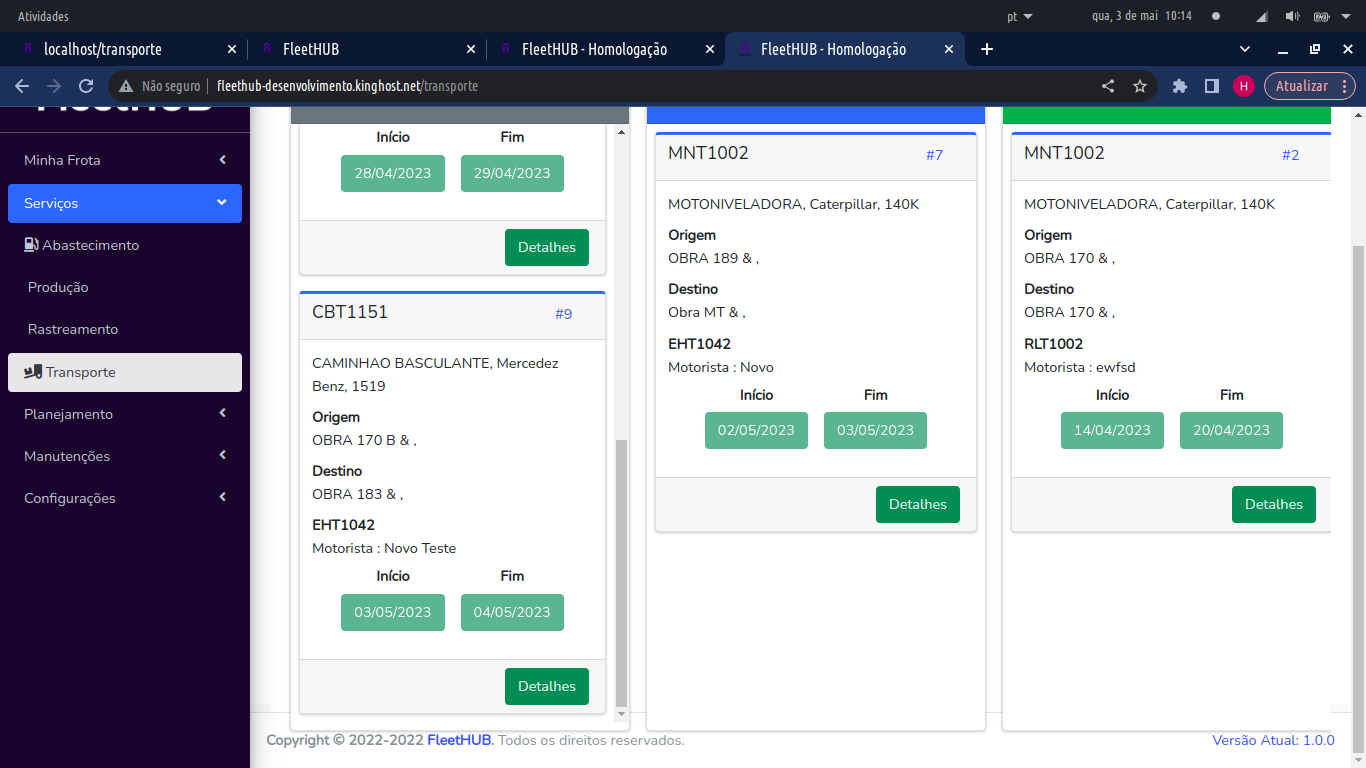 Atividades
pt
qua, 3 de mai 10:14
localhost/transporte
FleetHUB
FleetHUB - Homologação
FleetHUB - Homologação
Não seguro
fleethub-desenvolvimento.kinghost.net/transporte
H
Atualizar
FleetHUB
Minha Frota
Serviços
Abastecimento
Produção
Rastreamento
Transporte
Planejamento
Manutenções
Configurações
Início Fim
28/04/2023 29/04/2023
Detalhes
CBT1151 #9
CAMINHAO BASCULANTE, Mercedez
Benz, 1519
Origem
OBRA 170 B & ,
Destino
OBRA 183 & ,
EHT1042
Motorista : Novo Teste
Início Fim
03/05/2023 04/05/2023
Detalhes
MNT1002 #7
MOTONIVELADORA, Caterpillar, 140K
Origem
OBRA 189 & ,
Destino
Obra MT & ,
EHT1042
Motorista : Novo
Início Fim
02/05/2023 03/05/2023
Detalhes
MNT1002 #2
MOTONIVELADORA, Caterpillar, 140K
Origem
OBRA 170 & ,
Destino
OBRA 170 & ,
RLT1002
Motorista : ewfsd
Início Fim
14/04/2023 20/04/2023
Detalhes
Copyright © 2022-2022 FleetHUB. Todos os direitos reservados.
Versão Atual: 1.0.0